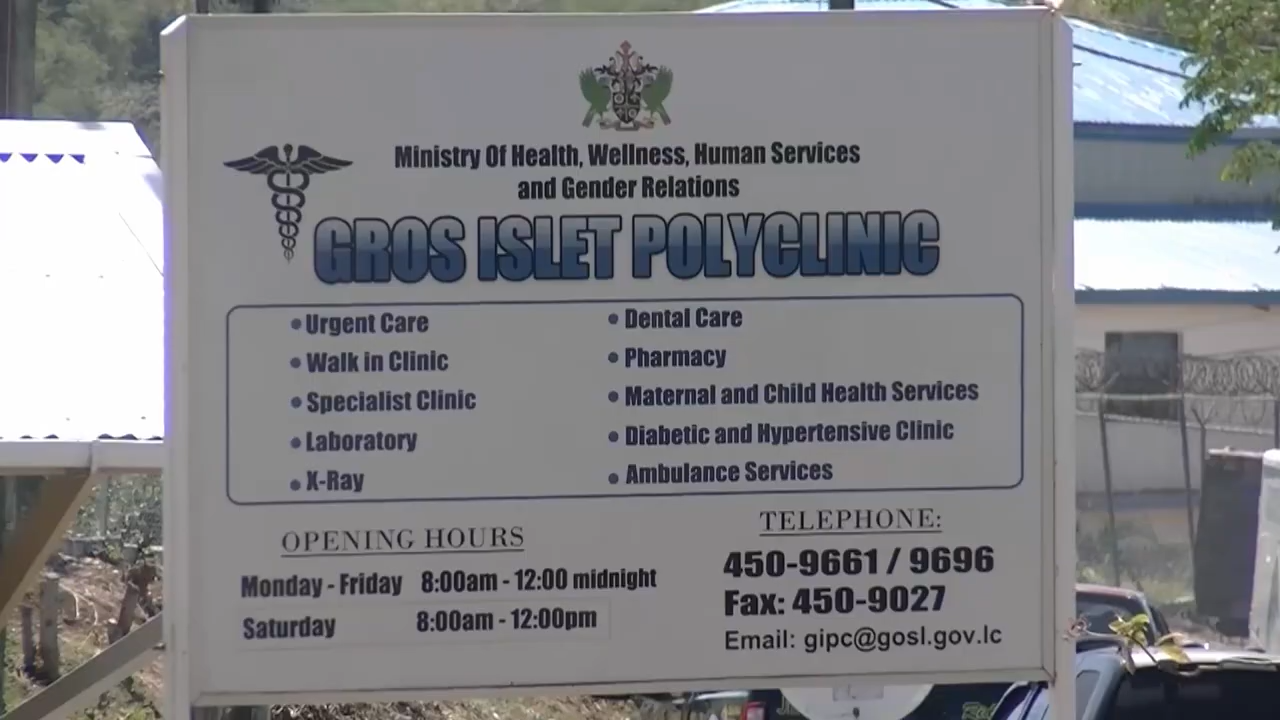 Ministry Of Health, Wellness, Human Services
and Gender Relations
GROS ISLET POLYCLINIC
• Urgent Care
• Walk in Clinic
• Specialist Clinic
• Laboratory
• X-Ray
• Dental Care
• Pharmacy
• Maternal and Child Health Services
• Diabetic and Hypertensive Clinic
• Ambulance Services
OPENING HOURS
Monday - Friday 8:00am - 12:00 midnight
Saturday 8:00am - 12:00pm
TELEPHONE:
450-9661 / 9696
Fax: 450-9027
Email: gipc@gosl.gov.lc